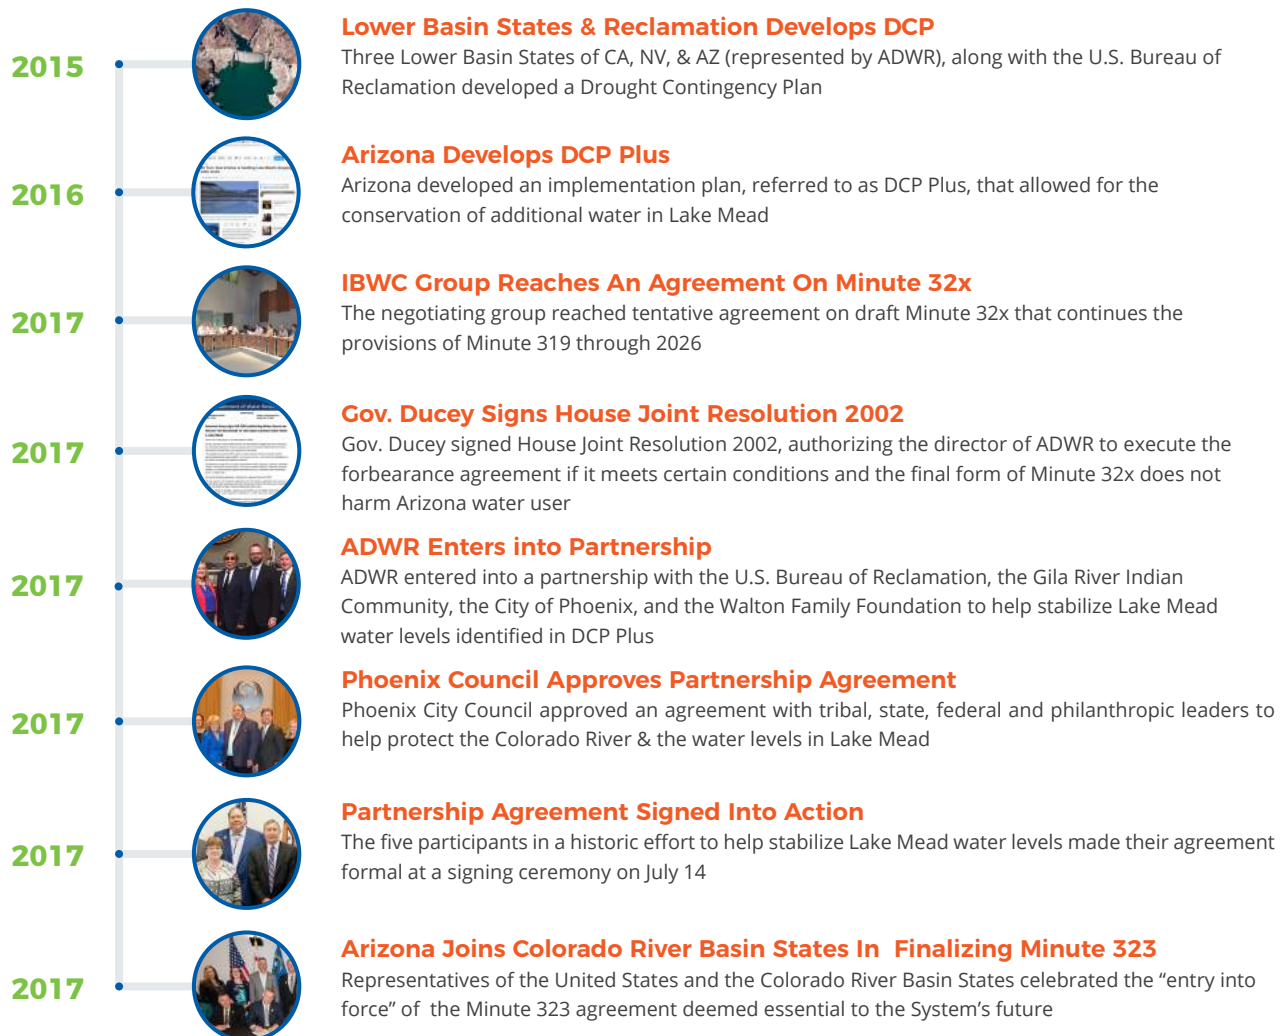 2015
Lower Basin States & Reclamation Develops DCP
Three Lower Basin States of CA, NV, & AZ (represented by ADWR), along with the U.S. Bureau of
Reclamation developed a Drought Contingency Plan
2016
Arizona Develops DCP Plus
Arizona developed an implementation plan, referred to as DCP Plus, that allowed for the
conservation of additional water in Lake Mead
2017
IBWC Group Reaches An Agreement On Minute 32x
The negotiating group reached tentative agreement on draft Minute 32x that continues the
provisions of Minute 319 through 2026
2017
Gov. Ducey Signs House Joint Resolution 2002
Gov. Ducey signed House Joint Resolution 2002, authorizing the director of ADWR to execute the
forbearance agreement if it meets certain conditions and the final form of Minute 32x does not
harm Arizona water user
2017
ADWR Enters into Partnership
ADWR entered into a partnership with the U.S. Bureau of Reclamation, the Gila River Indian
Community, the City of Phoenix, and the Walton Family Foundation to help stabilize Lake Mead
water levels identified in DCP Plus
2017
Phoenix Council Approves Partnership Agreement
Phoenix City Council approved an agreement with tribal, state, federal and philanthropic leaders to
help protect the Colorado River & the water levels in Lake Mead
2017
Partnership Agreement Signed Into Action
The five participants in a historic effort to help stabilize Lake Mead water levels made their agreement
formal at a signing ceremony on July 14
2017
Arizona Joins Colorado River Basin States In  Finalizing Minute 323
Representatives of the United States and the Colorado River Basin States celebrated the “entry into
force” of  the Minute 323 agreement deemed essential to the System’s future